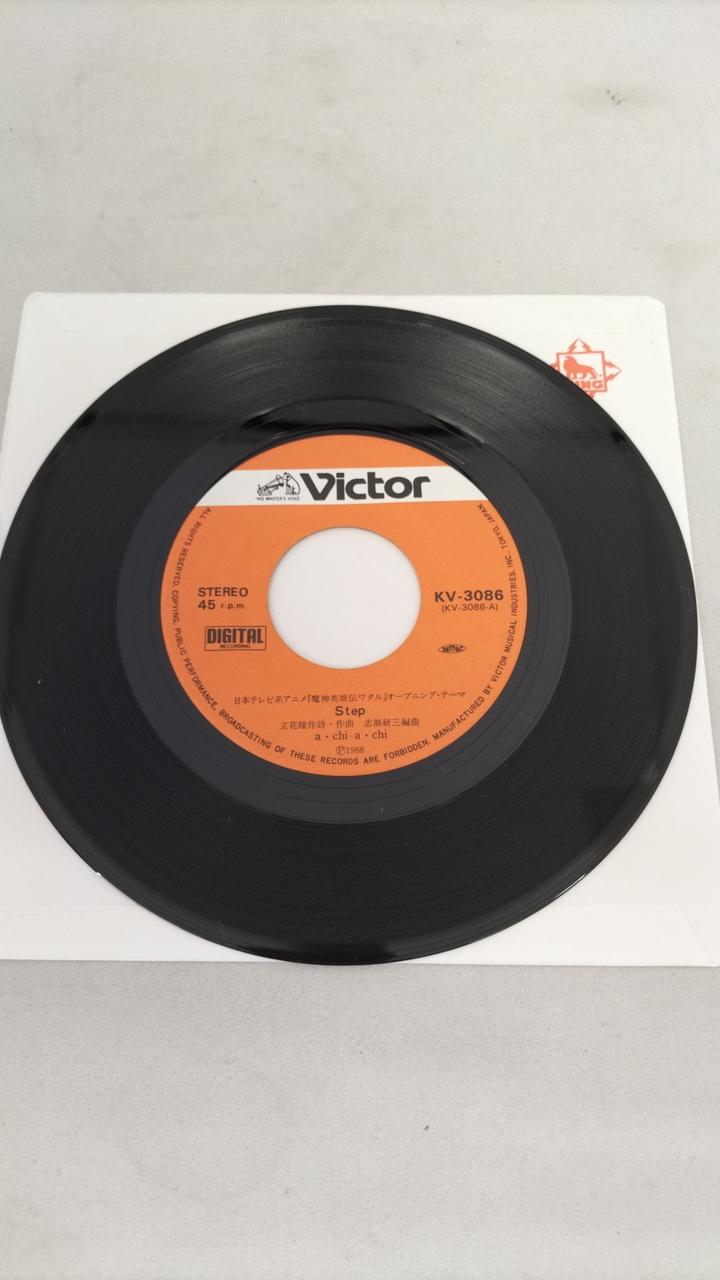 Victor
"HIS MASTER'S VOICE"
STEREO
45 r.p.m.
DIGITAL
RECORDING
KV-3086
(KV-3086-A)
日本テレビ系アニメ『魔神英雄伝ワタル』オープニング・テーマ
Step
立花瞳作詩・作曲 志熊研三編曲
a・chi-a・chi
Ⓟ1988
ALL RIGHTS RESERVED. COPYING, PUBLIC PERFORMANCE, BROADCASTING OF THESE RECORDS ARE FORBIDDEN. MANUFACTURED BY VICTOR MUSICAL INDUSTRIES, INC. TOKYO, JAPAN.